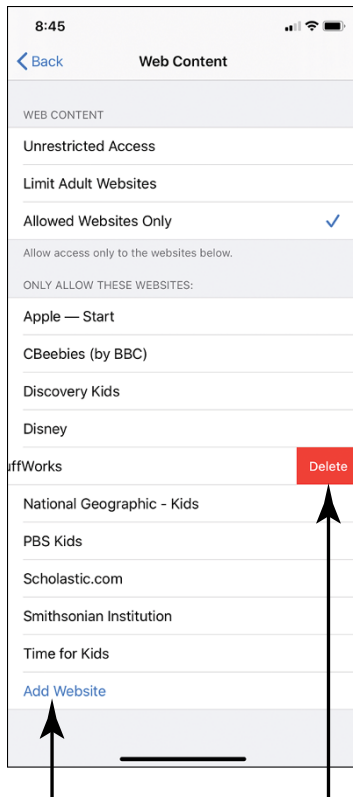 8:45
Back Web Content
WEB CONTENT
Unrestricted Access
Limit Adult Websites
Allowed Websites Only
Allow access only to the websites below.
ONLY ALLOW THESE WEBSITES:
Apple — Start
CBeebies (by BBC)
Discovery Kids
Disney
uffWorks Delete
National Geographic - Kids
PBS Kids
Scholastic.com
Smithsonian Institution
Time for Kids
Add Website